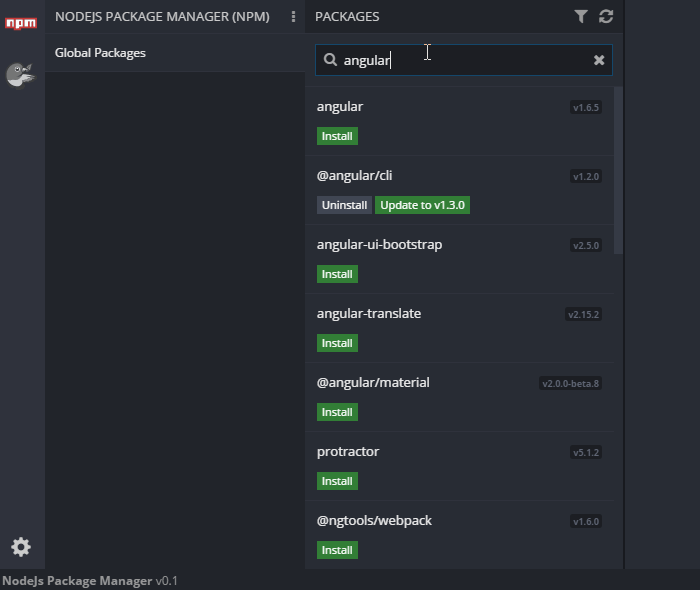 npm
NODEJS PACKAGE MANAGER (NPM)
Global Packages
PACKAGES
angular
angular
v1.6.5
Install
@angular/cli
v1.2.0
Uninstall Update to v1.3.0
angular-ui-bootstrap
v2.5.0
Install
angular-translate
v2.15.2
Install
@angular/material
v2.0.0-beta.8
Install
protractor
v5.1.2
Install
@ngtools/webpack
v1.6.0
Install
NodeJs Package Manager v0.1